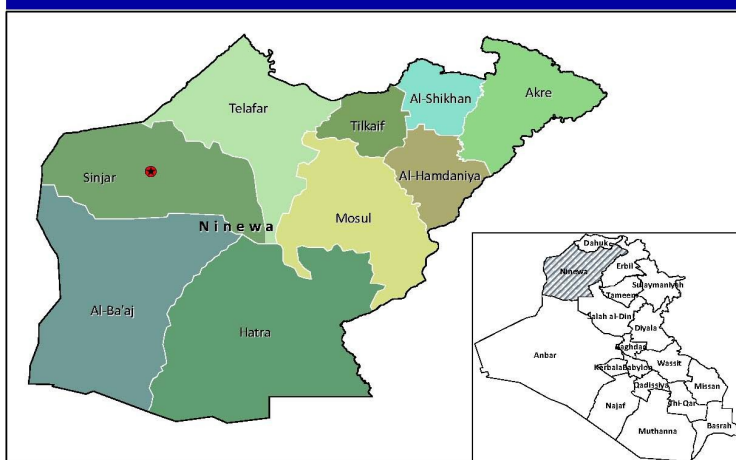 Akre
Al-Shikhan
Telafar
Tilkaif
Al-Hamdaniya
Sinjar
Mosul
Ninewa
Al-Ba'aj
Hatra
Dahuk
Ninewa
Erbil
Sulaymaniyah
Tameem
Salah al-Din
Diyala
Baghdad
Anbar
Wassit
Kerbala
Babylon
Qadissiya
Missan
Najaf
Thi-Qar
Basrah
Muthanna